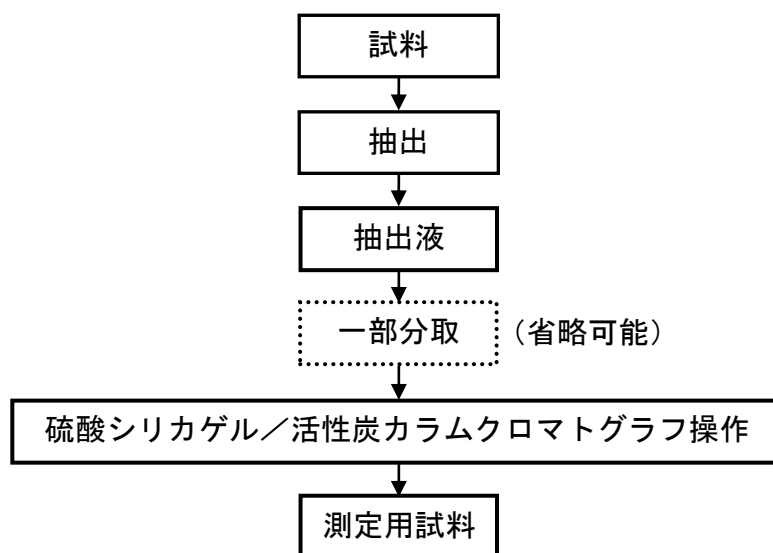 試料
抽出
抽出液
一部分取 （省略可能）
硫酸シリカゲル／活性炭カラムクロマトグラフ操作
測定用試料